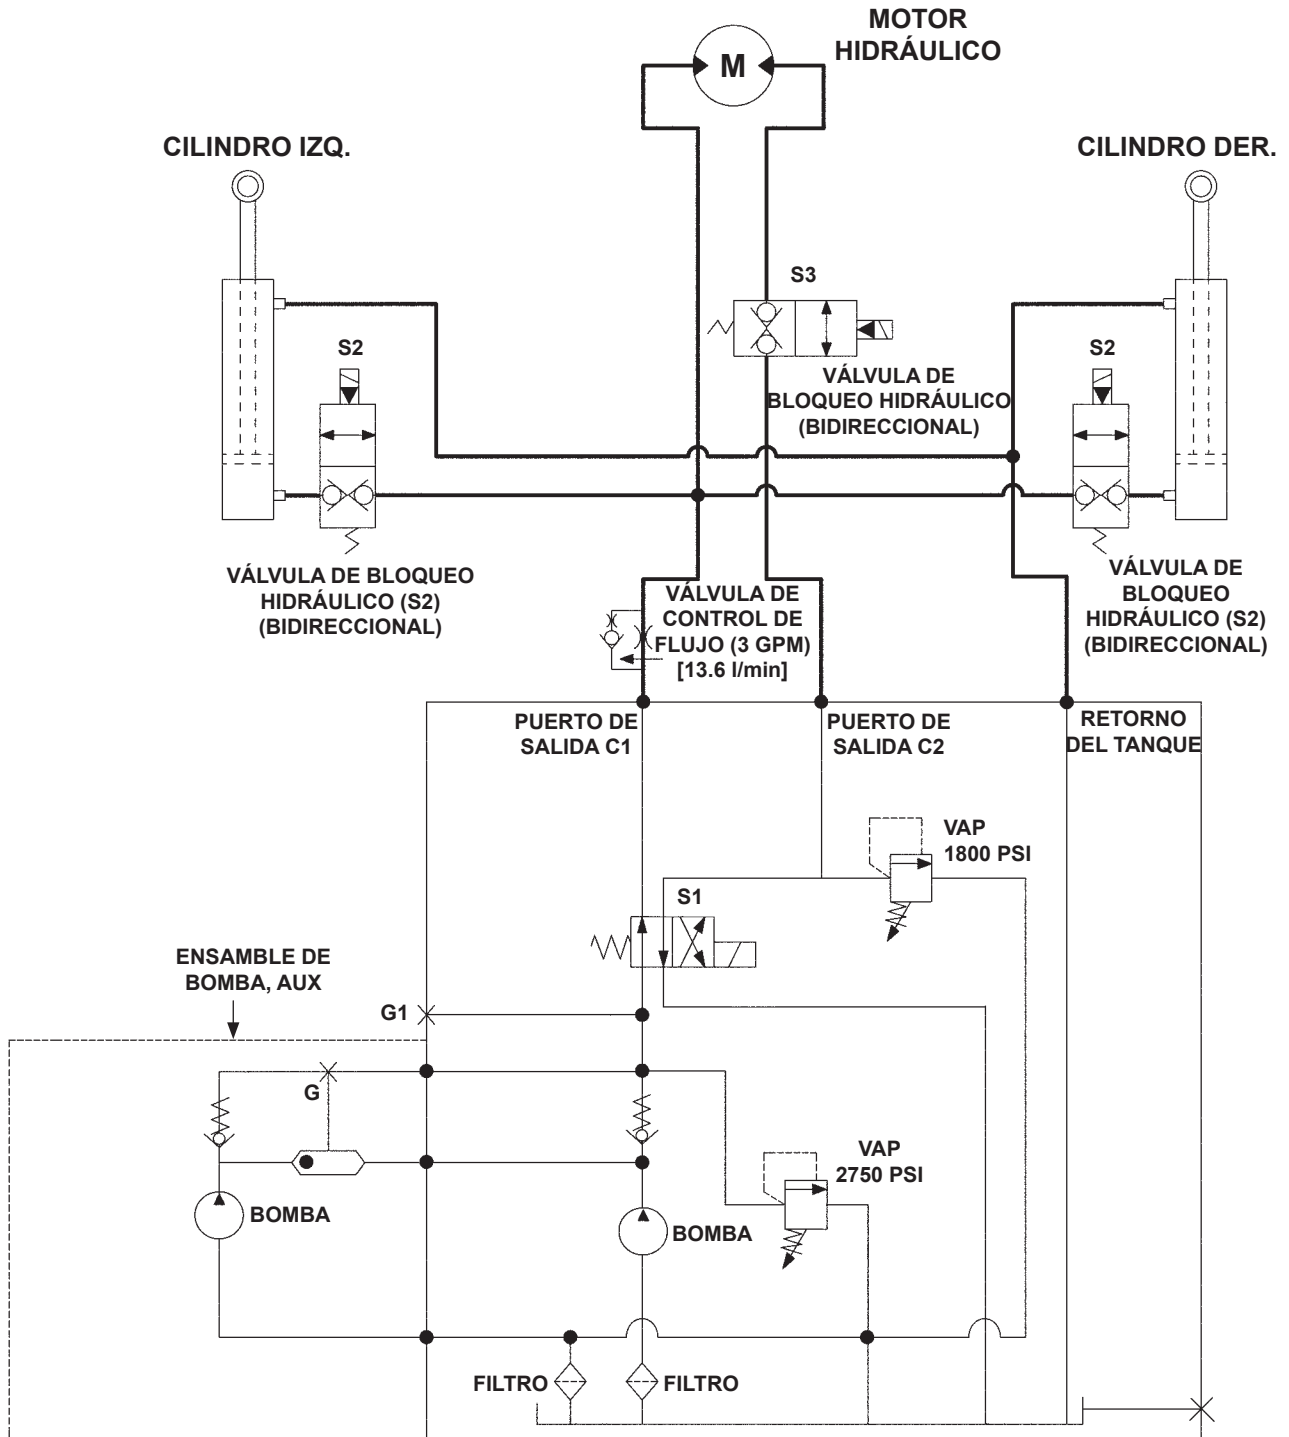 MOTOR
HIDRÁULICO
M
CILINDRO IZQ.
CILINDRO DER.
S3
S2
S2
VÁLVULA DE
BLOQUEO HIDRÁULICO
(BIDIRECCIONAL)
VÁLVULA DE BLOQUEO
HIDRÁULICO (S2)
(BIDIRECCIONAL)
VÁLVULA DE
CONTROL DE
FLUJO (3 GPM)
[13.6 l/min]
VÁLVULA DE
BLOQUEO
HIDRÁULICO (S2)
(BIDIRECCIONAL)
PUERTO DE
SALIDA C1
PUERTO DE
SALIDA C2
RETORNO
DEL TANQUE
VAP
1800 PSI
S1
ENSAMBLE DE
BOMBA, AUX
G1
G
VAP
2750 PSI
BOMBA
BOMBA
FILTRO
FILTRO